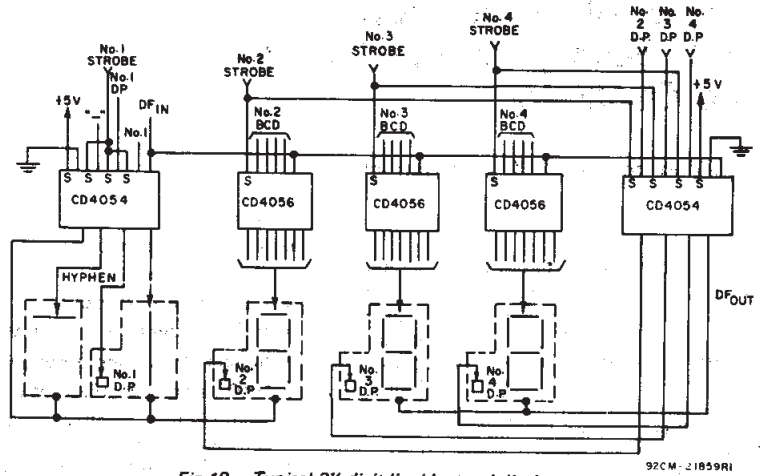 No.1
STROBE
No.1
DP
+5V
"–"
DF IN
No.1
No.2
STROBE
No.2
BCD
No.3
STROBE
No.3
BCD
No.4
STROBE
No.4
BCD
No.
2
D.P.
No.
3
D.P
No.
4
D.P
+5V
S
S
S
S
CD4054
S
CD4056
S
CD4056
S
CD4056
S
S
S
S
CD4054
HYPHEN
DF OUT
No.1
D.P.
No.
2
D.P.
No.
3
D.P.
No.
4
D.P.
92CM-21859R1